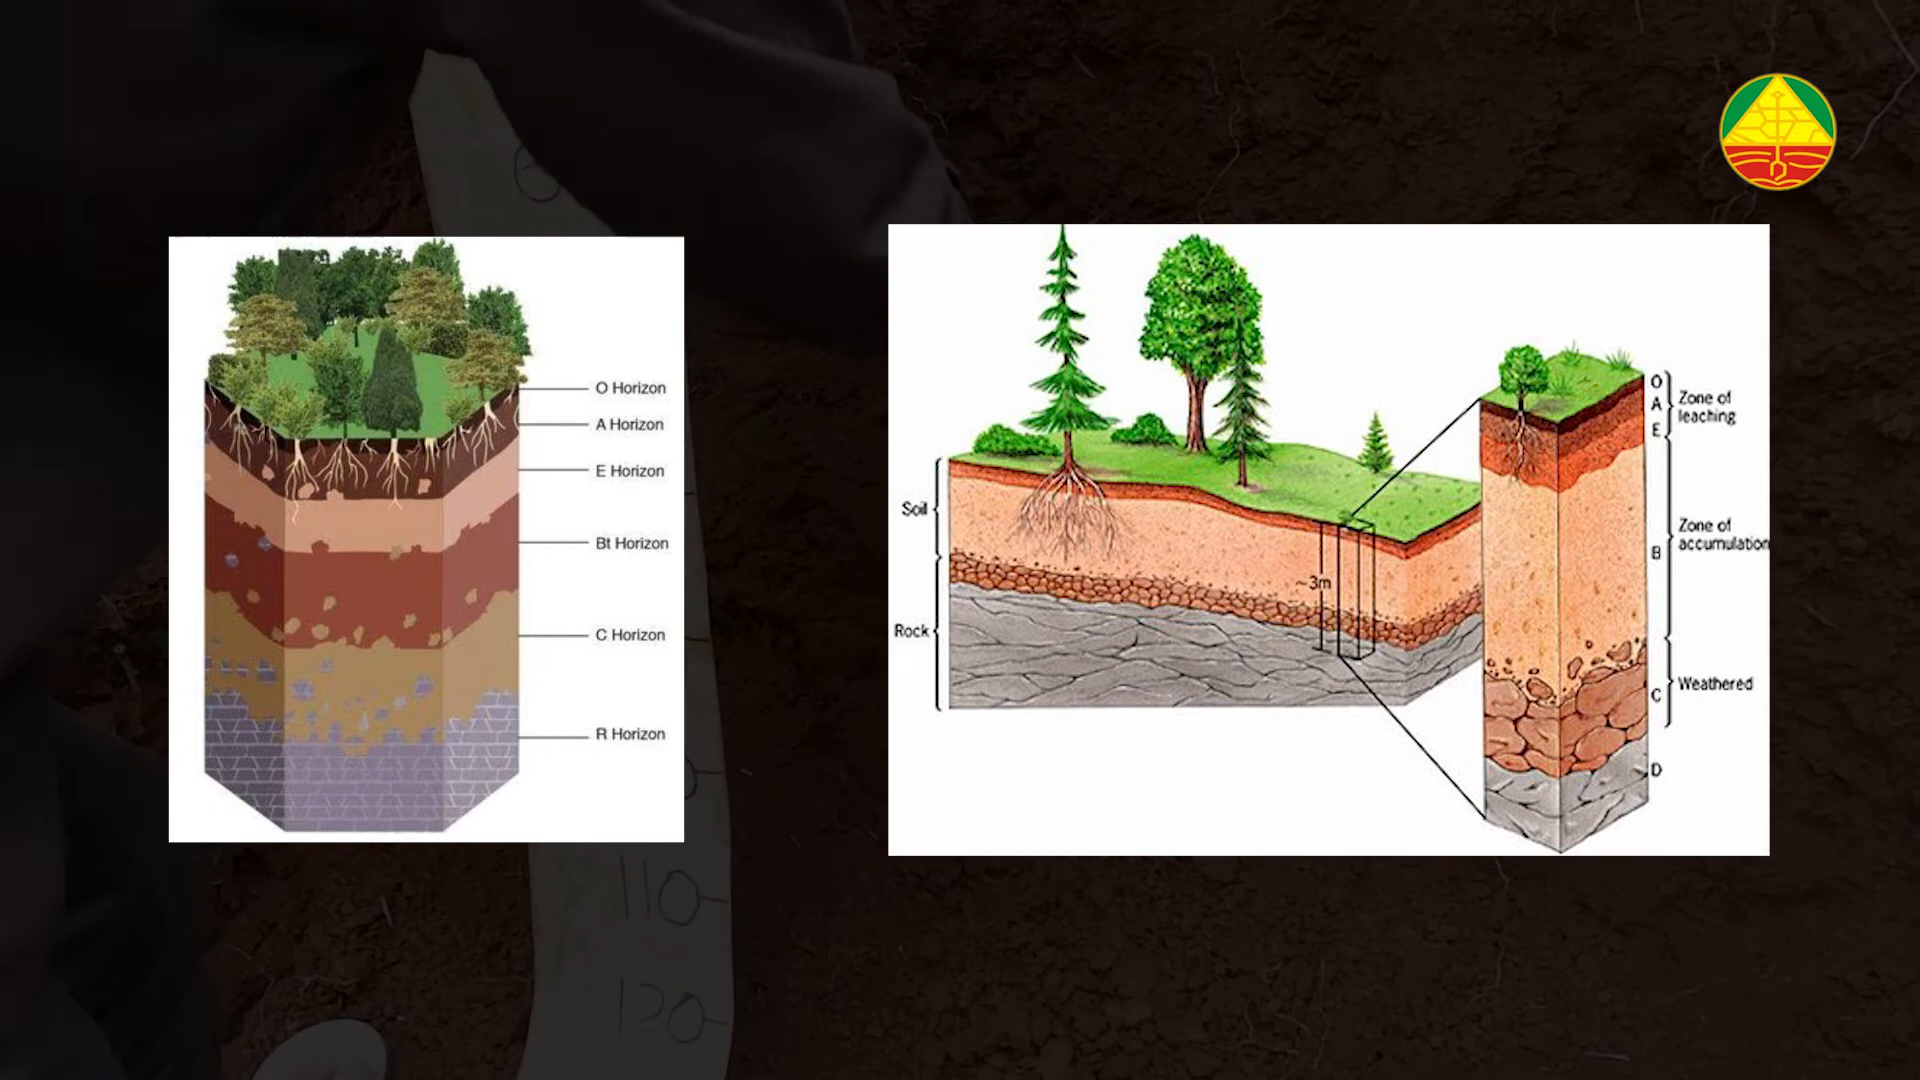 O Horizon
A Horizon
E Horizon
Bt Horizon
C Horizon
R Horizon
Soil
Rock
~3m
O
A
E
B
C
D
Zone of
leaching
Zone of
accumulation
Weathered
110
120